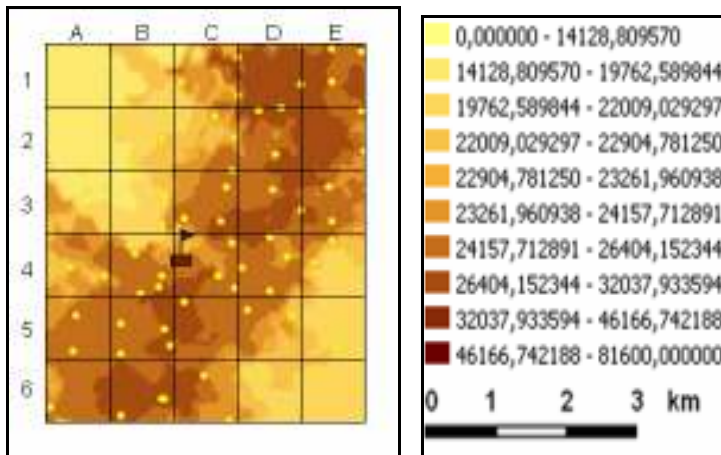 A B C D E
1
2
3
4
5
6
0,000000 - 14128,809570
14128,809570 - 19762,589844
19762,589844 - 22009,029297
22009,029297 - 22904,781250
22904,781250 - 23261,960938
23261,960938 - 24157,712891
24157,712891 - 26404,152344
26404,152344 - 32037,933594
32037,933594 - 46166,742188
46166,742188 - 81600,000000
0 1 2 3 km